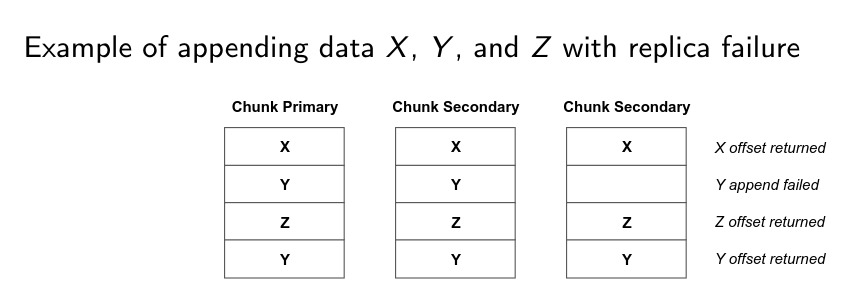 Example of appending data X, Y, and Z with replica failure
Chunk Primary Chunk Secondary Chunk Secondary
X X X X offset returned
Y Y Y append failed
Z Z Z Z offset returned
Y Y Y Y offset returned